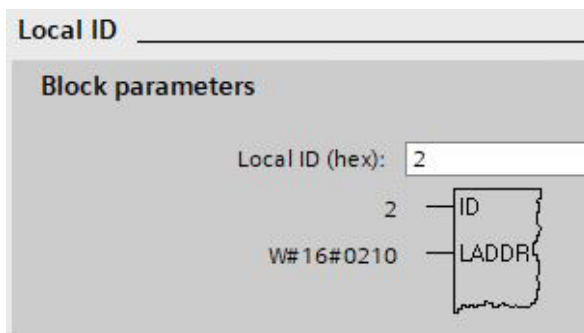 Local ID
Block parameters
Local ID (hex): 2
2 ID
W#16#0210 LADDR